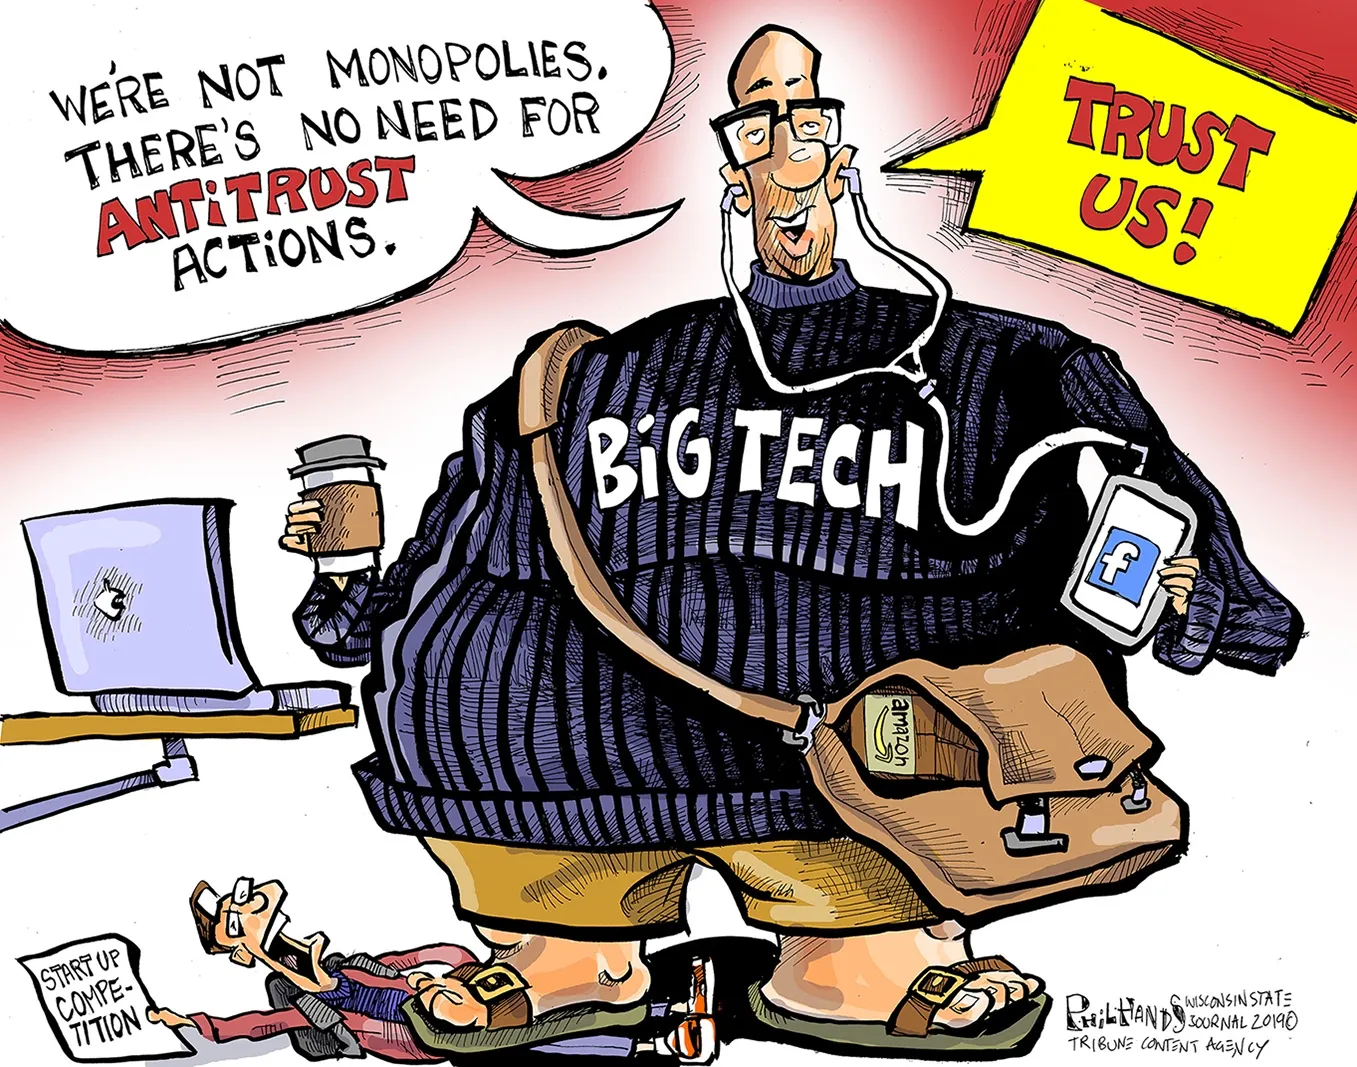 WE'RE NOT MONOPOLIES.
THERE'S NO NEED FOR
ANTiTRUST
ACTiONS.
TRUST
US!
BiG TECH
f
amazon
START UP
COMPE-
TITION
PHiL HANDS
WISCONSIN STATE
JOURNAL 2019©
TRIBUNE CONTENT AGENCY